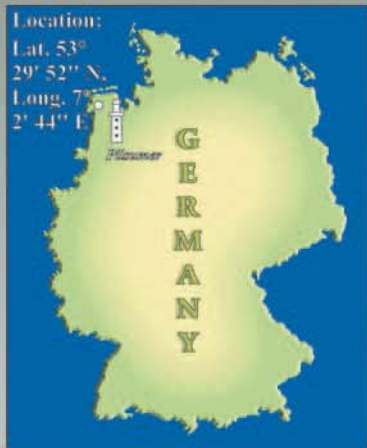 Location:
Lat. 53°
29' 52" N,
Long. 7°
2' 44" E
Pilsumer
GERMANY